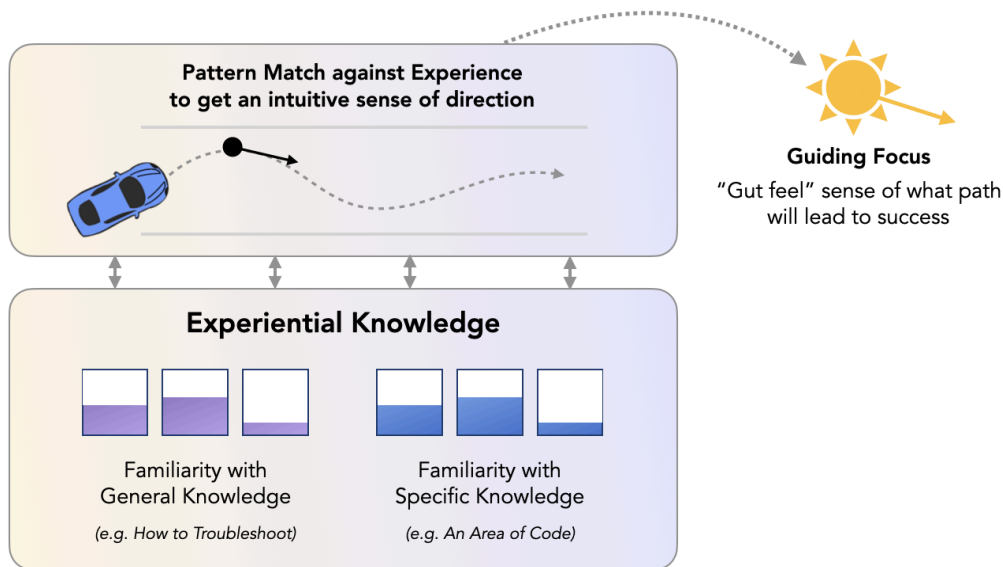 Pattern Match against Experience
to get an intuitive sense of direction
Guiding Focus
“Gut feel” sense of what path
will lead to success
Experiential Knowledge
Familiarity with
General Knowledge
(e.g. How to Troubleshoot)
Familiarity with
Specific Knowledge
(e.g. An Area of Code)